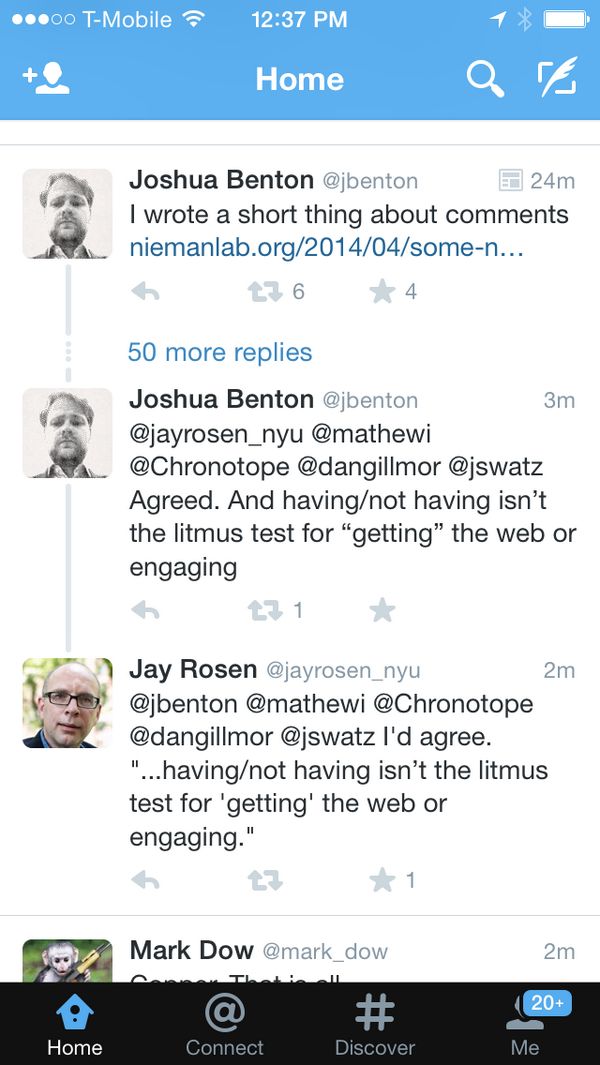 T-Mobile 12:37 PM
Home
Joshua Benton @jbenton 24m
I wrote a short thing about comments
niemanlab.org/2014/04/some-n…
6 4
50 more replies
Joshua Benton @jbenton 3m
@jayrosen_nyu @mathewi
@Chronotope @dangillmor @jswatz
Agreed. And having/not having isn’t
the litmus test for “getting” the web or
engaging
1
Jay Rosen @jayrosen_nyu 2m
@jbenton @mathewi @Chronotope
@dangillmor @jswatz I'd agree.
"...having/not having isn’t the litmus
test for 'getting' the web or
engaging."
1
Mark Dow @mark_dow 2m
Copper. That is all
20+
Home Connect Discover Me